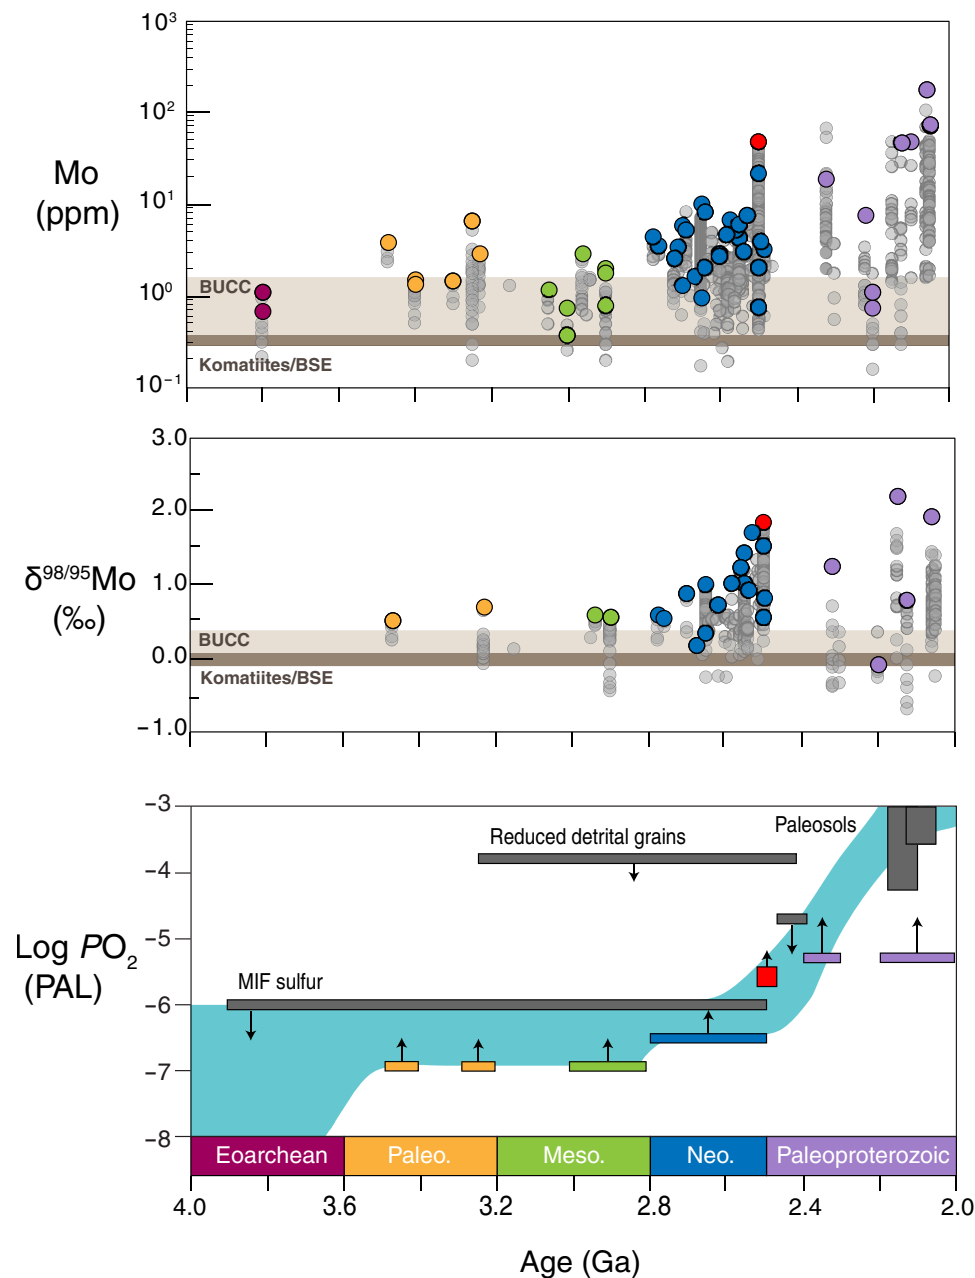 10³
10²
10¹
10⁰
10⁻¹
Mo
(ppm)
BUCC
Komatiites/BSE
3.0
2.0
1.0
0.0
−1.0
δ⁹⁸/⁹⁵Mo
(‰)
BUCC
Komatiites/BSE
−3
−4
−5
−6
−7
−8
Log PO₂
(PAL)
Paleosols
Reduced detrital grains
MIF sulfur
Eoarchean Paleo. Meso. Neo. Paleoproterozoic
4.0 3.6 3.2 2.8 2.4 2.0
Age (Ga)